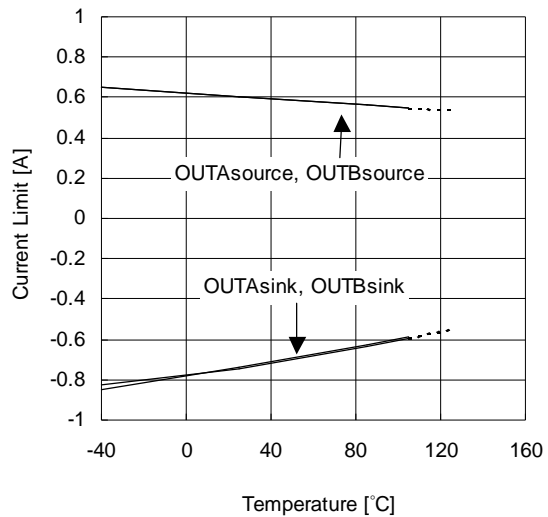 1
0.8
0.6
0.4
0.2
0
-0.2
-0.4
-0.6
-0.8
-1
Current Limit [A]
OUTAsource, OUTBsource
OUTAsink, OUTBsink
-40 0 40 80 120 160
Temperature [°C]